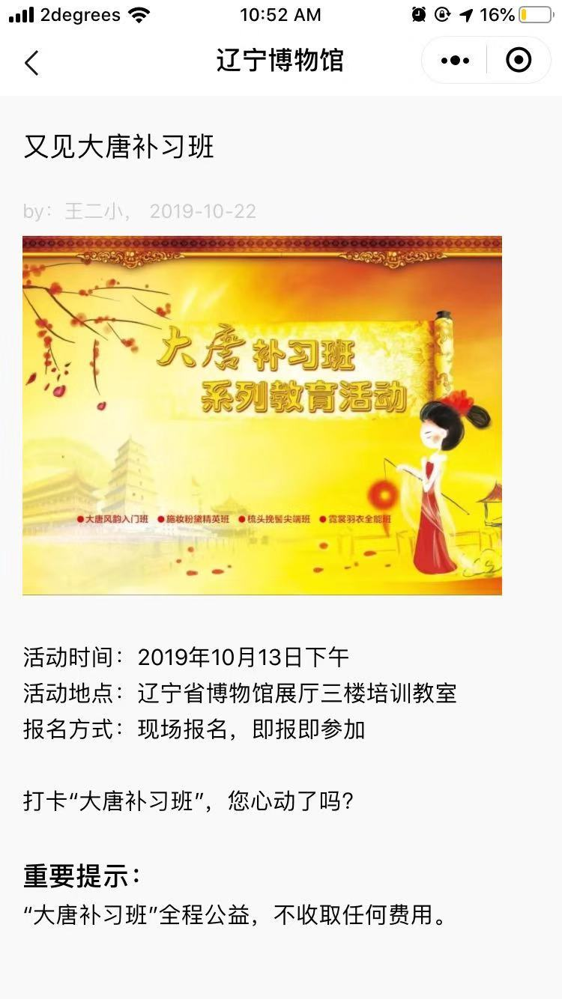 2degrees 10:52 AM 16%
辽宁博物馆
又见大唐补习班
by：王二小， 2019-10-22
大唐补习班
系列教育活动
●大唐风韵入门班 ●施妆粉黛精英班 ●梳头挽髻尖端班 ●霓裳羽衣全能班
活动时间：2019年10月13日下午
活动地点：辽宁省博物馆展厅三楼培训教室
报名方式：现场报名，即报即参加
打卡“大唐补习班”，您心动了吗？
重要提示：
“大唐补习班”全程公益，不收取任何费用。